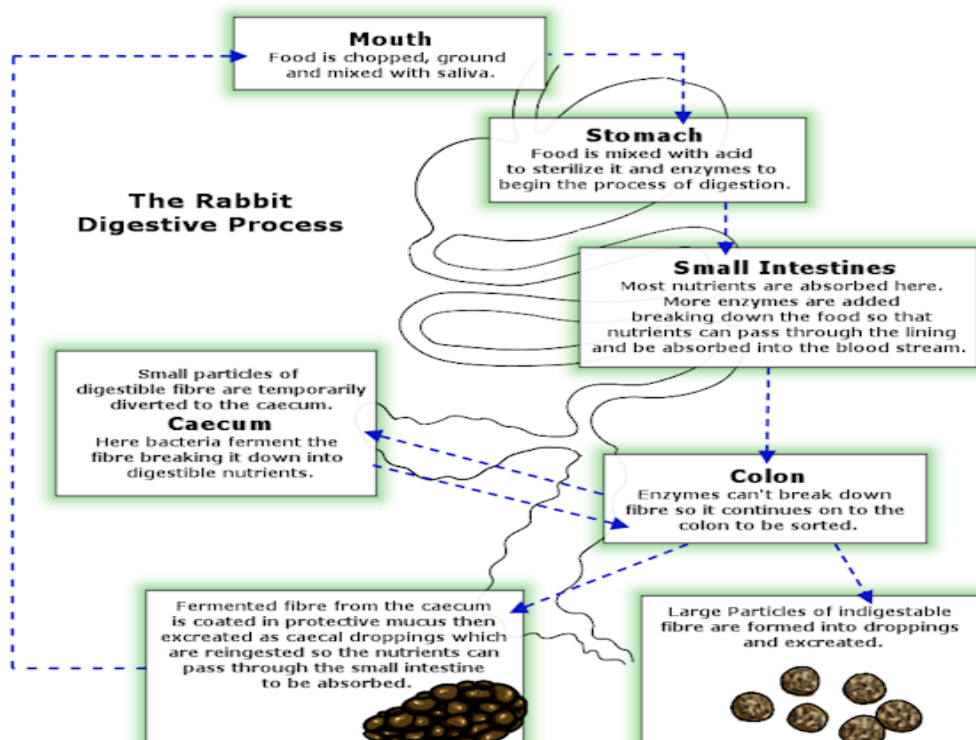 Mouth
Food is chopped, ground
and mixed with saliva.
Stomach
Food is mixed with acid
to sterilize it and enzymes to
begin the process of digestion.
The Rabbit
Digestive Process
Small Intestines
Most nutrients are absorbed here.
More enzymes are added
breaking down the food so that
nutrients can pass through the lining
and be absorbed into the blood stream.
Small particles of
digestible fibre are temporarily
diverted to the caecum.
Caecum
Here bacteria ferment the
fibre breaking it down into
digestible nutrients.
Colon
Enzymes can't break down
fibre so it continues on to the
colon to be sorted.
Fermented fibre from the caecum
is coated in protective mucus then
excreated as caecal droppings which
are reingested so the nutrients can
pass through the small intestine
to be absorbed.
Large Particles of indigestable
fibre are formed into droppings
and excreated.